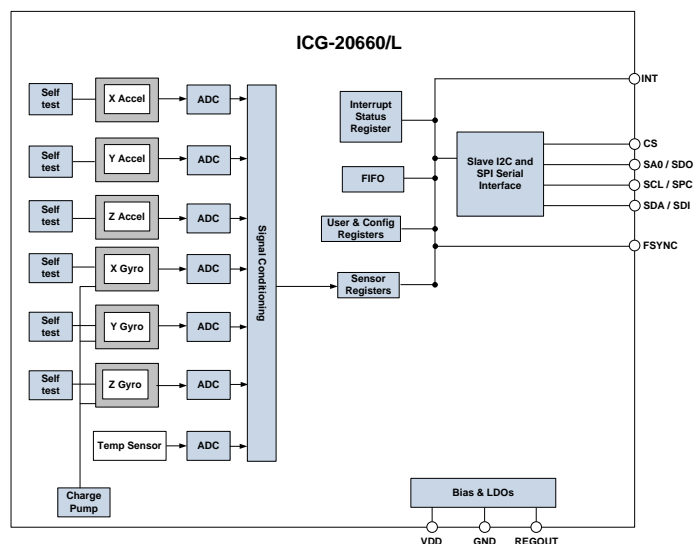 ICG-20660/L
Self
test
X Accel
ADC
Self
test
Y Accel
ADC
Self
test
Z Accel
ADC
Self
test
X Gyro
ADC
Self
test
Y Gyro
ADC
Self
test
Z Gyro
ADC
Temp Sensor
ADC
Charge
Pump
Signal Conditioning
Interrupt
Status
Register
FIFO
User & Config
Registers
Sensor
Registers
Slave I2C and
SPI Serial
Interface
INT
CS
SA0 / SDO
SCL / SPC
SDA / SDI
FSYNC
Bias & LDOs
VDD
GND
REGOUT